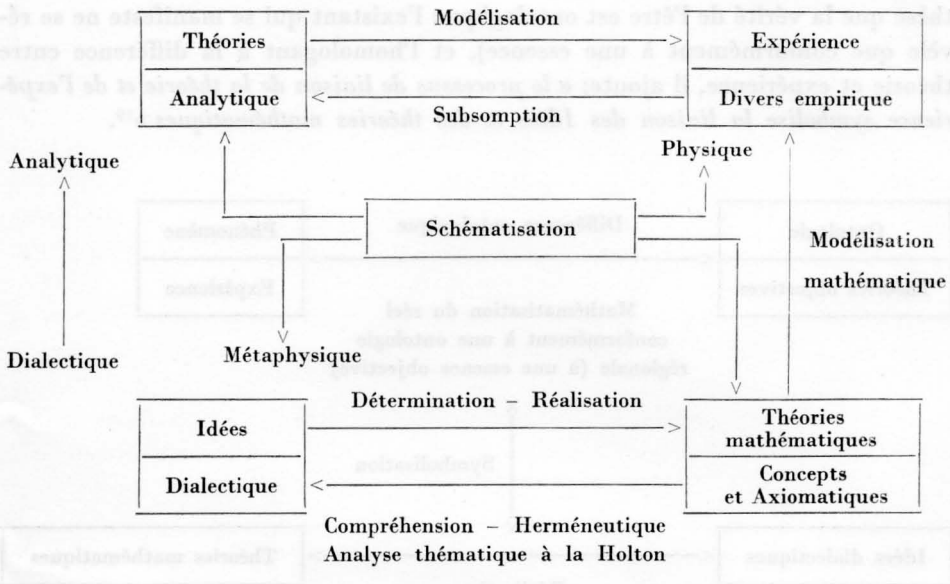 Modélisation
Théories
Expérience
Analytique
Divers empirique
Subsomption
Analytique
Physique
Schématisation
Modélisation
mathématique
Dialectique
Métaphysique
Détermination – Réalisation
Idées
Théories
mathématiques
Dialectique
Concepts
et Axiomatiques
Compréhension – Herméneutique
Analyse thématique à la Holton